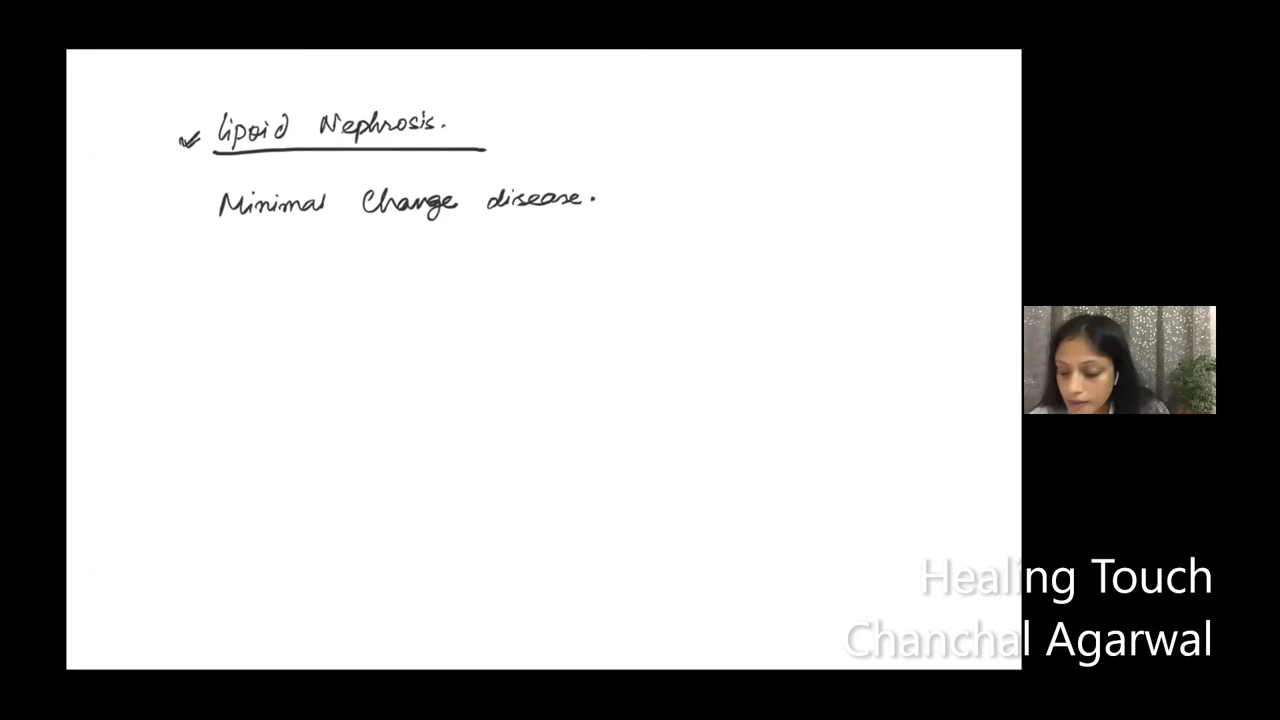 Lipoid Nephrosis.
Minimal Change disease.
Healing Touch
Chanchal Agarwal